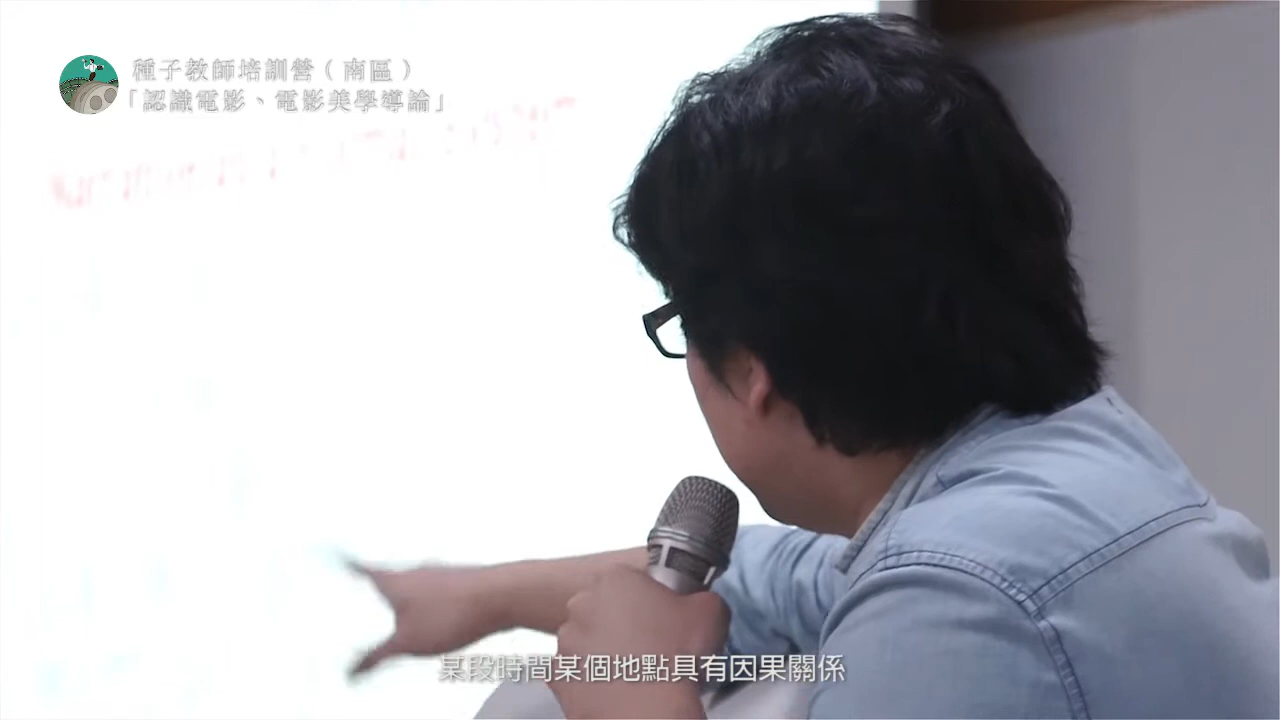 種子教師培訓營（南區）
「認識電影、電影美學導論」
某段時間某個地點具有因果關係